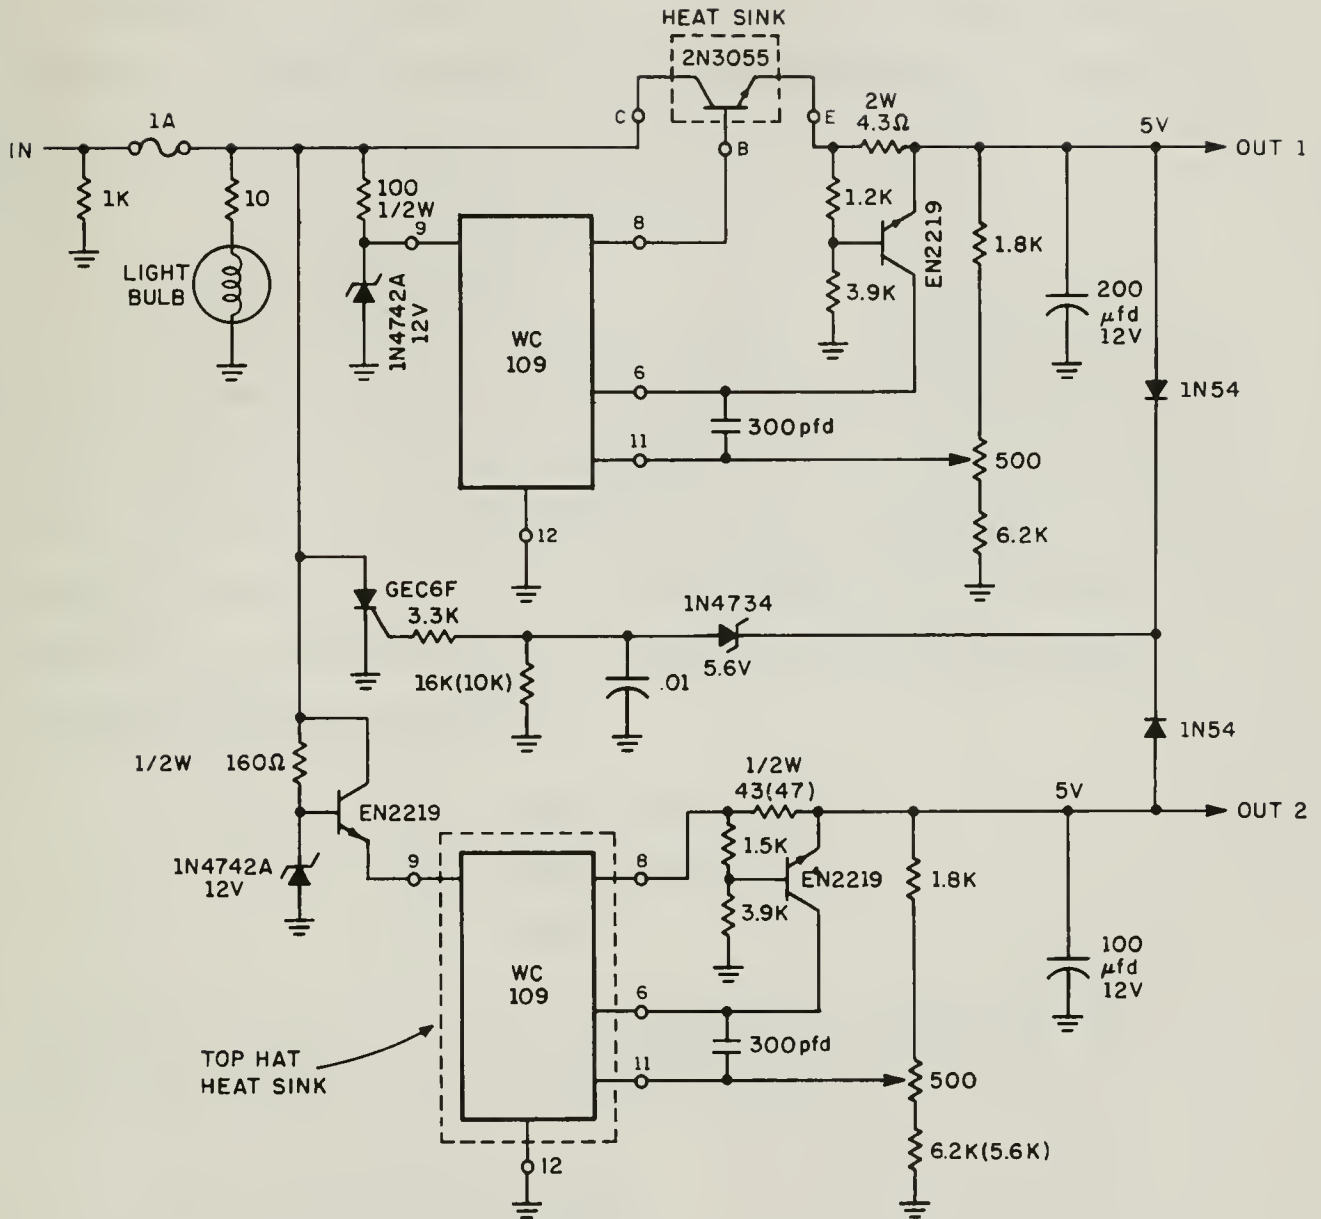 HEAT SINK
2N3055
C
E
B
2W
4.3Ω
5V
IN
1A
OUT 1
1K
10
100
1/2W
9
8
1.2K
EN2219
1.8K
LIGHT
BULB
1N4742A
12V
WC
109
3.9K
200
μfd
12V
6
1N54
300pfd
11
500
12
6.2K
GEC6F
3.3K
1N4734
5.6V
16K(10K)
.01
1N54
1/2W
160Ω
1/2W
43(47)
5V
OUT 2
EN2219
9
8
1.5K
EN2219
1.8K
1N4742A
12V
3.9K
WC
109
100
μfd
12V
6
300pfd
TOP HAT
HEAT SINK
11
500
12
6.2K(5.6K)